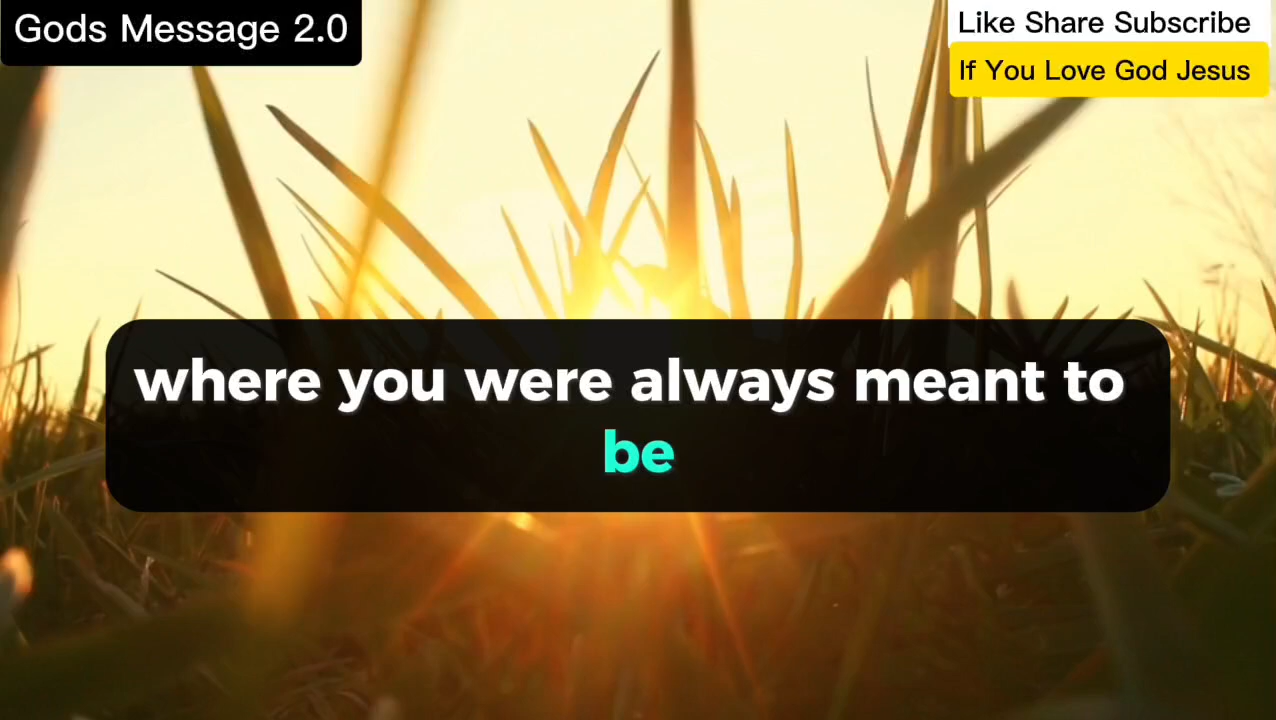 Gods Message 2.0
Like Share Subscribe
If You Love God Jesus
where you were always meant to
be